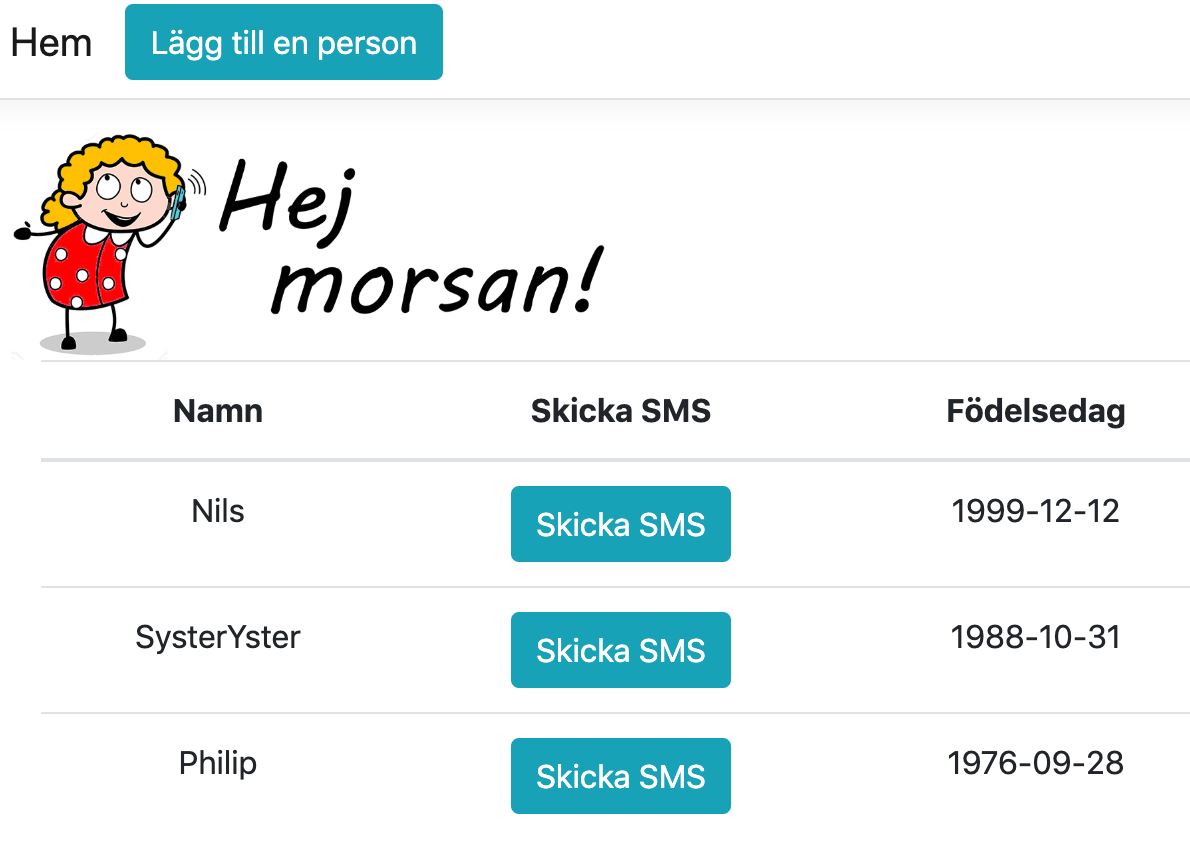 Hem Lägg till en person
Hej
morsan!
Namn Skicka SMS Födelsedag
Nils Skicka SMS 1999-12-12
SysterYster Skicka SMS 1988-10-31
Philip Skicka SMS 1976-09-28